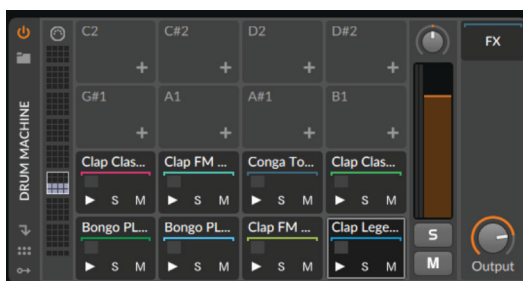 DRUM MACHINE
C2 C#2 D2 D#2
FX
G#1 A1 A#1 B1
Clap Clas... Clap FM ... Conga To... Clap Clas...
S M S M S M S M
S
Bongo PL... Bongo PL... Clap FM ... Clap Lege...
S M S M S M S M
M
Output